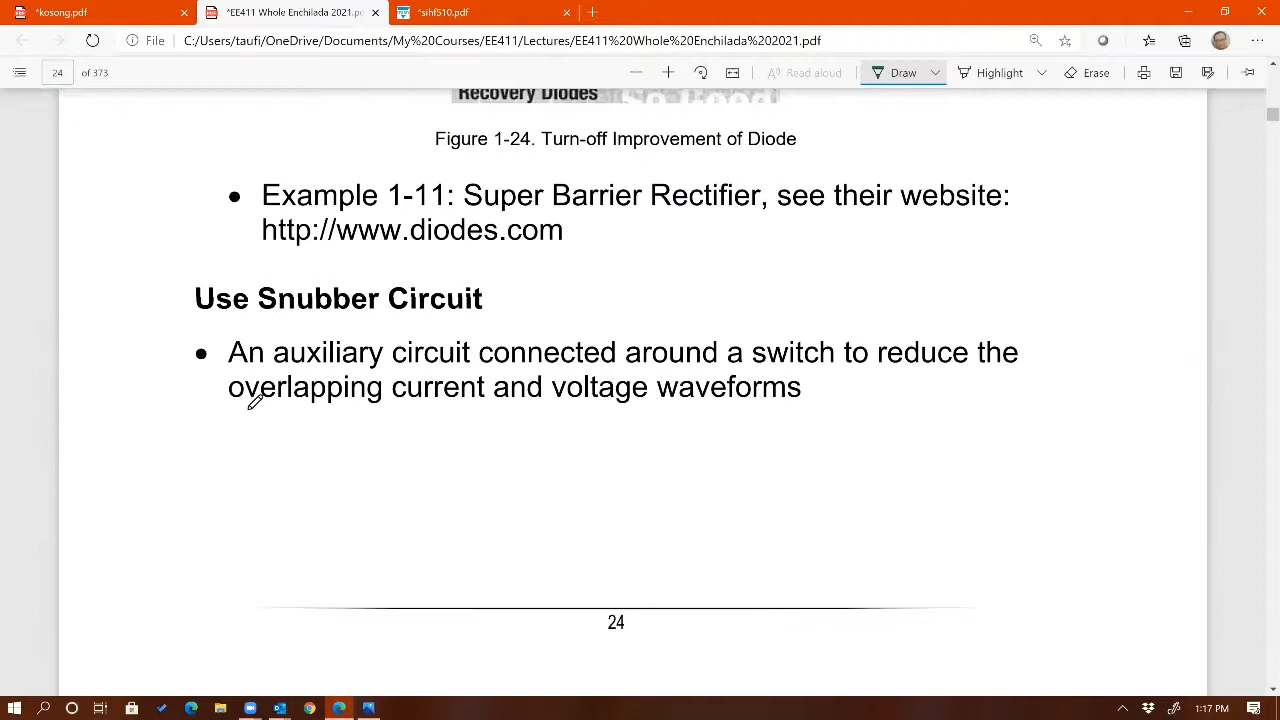 *kosong.pdf
*EE411 Whole Enchilada 2021.pc
*sihf510.pdf
File
C:/Users/taufi/OneDrive/Documents/My%20Courses/EE411/Lectures/EE411%20Whole%20Enchilada%202021.pdf
24 of 373
Read aloud
Draw
Highlight
Erase
Recovery Diodes
Figure 1-24. Turn-off Improvement of Diode
• Example 1-11: Super Barrier Rectifier, see their website:
http://www.diodes.com
Use Snubber Circuit
• An auxiliary circuit connected around a switch to reduce the
overlapping current and voltage waveforms
24
1:17 PM